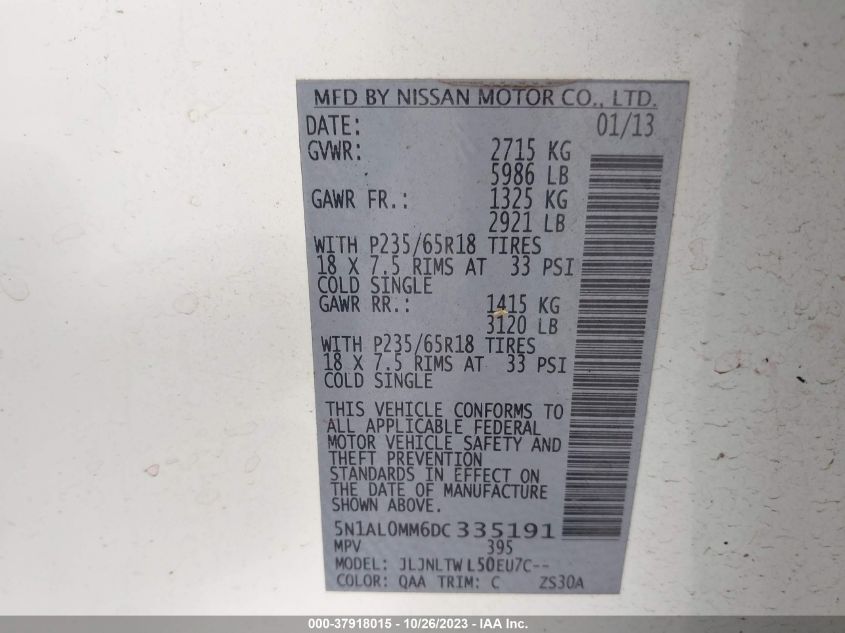 MFD BY NISSAN MOTOR CO., LTD.
DATE: 01/13
GVWR: 2715 KG
5986 LB
GAWR FR.: 1325 KG
2921 LB
WITH P235/65R18 TIRES
18 X 7.5 RIMS AT 33 PSI
COLD SINGLE
GAWR RR.: 1415 KG
3120 LB
WITH P235/65R18 TIRES
18 X 7.5 RIMS AT 33 PSI
COLD SINGLE
THIS VEHICLE CONFORMS TO
ALL APPLICABLE FEDERAL
MOTOR VEHICLE SAFETY AND
THEFT PREVENTION
STANDARDS IN EFFECT ON
THE DATE OF MANUFACTURE
SHOWN ABOVE.
5N1AL0MM6DC335191
MPV 395
MODEL: JLJNLTW L50EU7C--
COLOR: QAA TRIM: C ZS30A
000-37918015 - 10/26/2023 - IAA Inc.